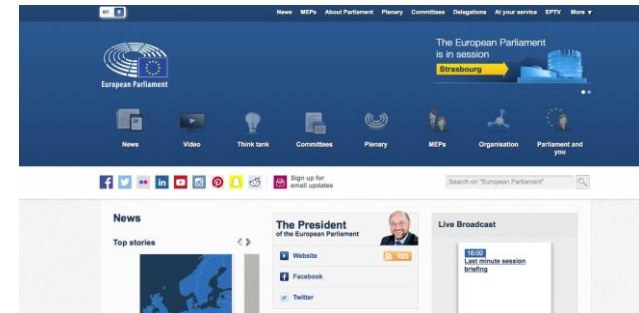 en
News MEPs About Parliament Plenary Committees Delegations At your service EPTV More
European Parliament
The European Parliament
is in session
Strasbourg
News Video Think tank Committees Plenary MEPs Organisation Parliament and
you
Sign up for
email updates
Search on "European Parliament"
News
Top stories
The President
of the European Parliament
Website
RSS
Facebook
Twitter
Live Broadcast
16:00
Last minute session
briefing